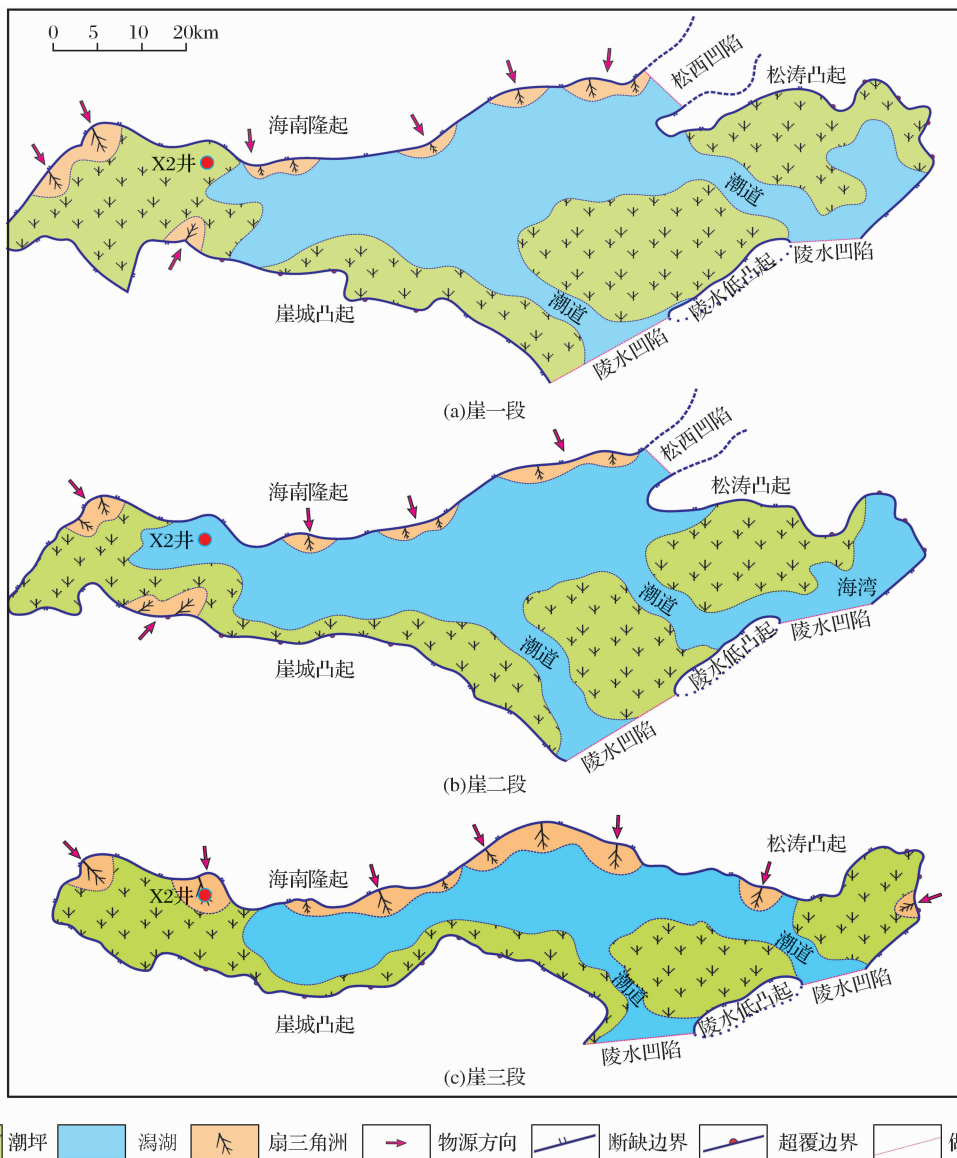 0 5 10 20km
松西凹陷
松涛凸起
海南隆起
X2井
潮道
陵水凹陷
陵水低凸起
潮道
崖城凸起
陵水凹陷
(a)崖一段
松西凹陷
松涛凸起
海南隆起
X2井
海湾
潮道
陵水凹陷
潮道
陵水低凸起
崖城凸起
陵水凹陷
(b)崖二段
松涛凸起
海南隆起
X2井
潮道
潮道
陵水凹陷
陵水低凸起
崖城凸起
陵水凹陷
(c)崖三段
潮坪 潟湖 扇三角洲 物源方向 断缺边界 超覆边界